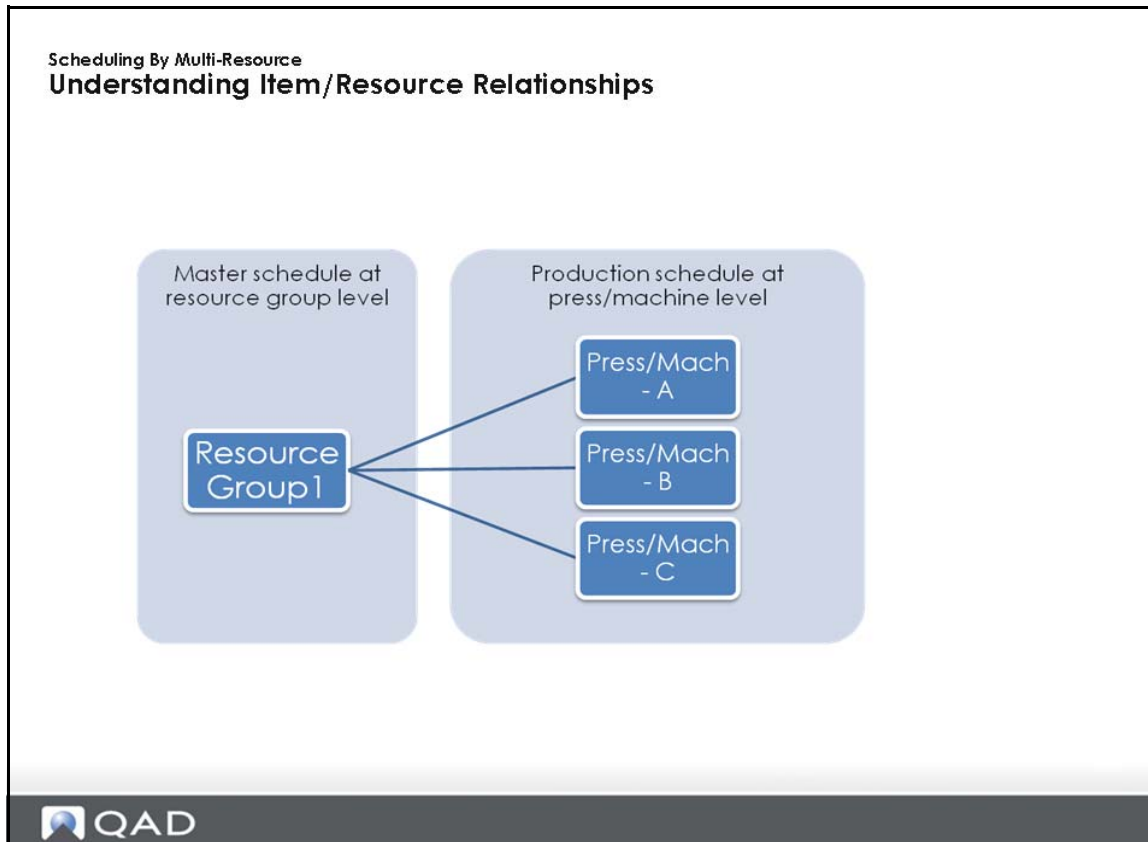 Scheduling By Multi-Resource
Understanding Item/Resource Relationships
Master schedule at
resource group level
Resource
Group1
Production schedule at
press/machine level
Press/Mach
- A
Press/Mach
- B
Press/Mach
- C
QAD